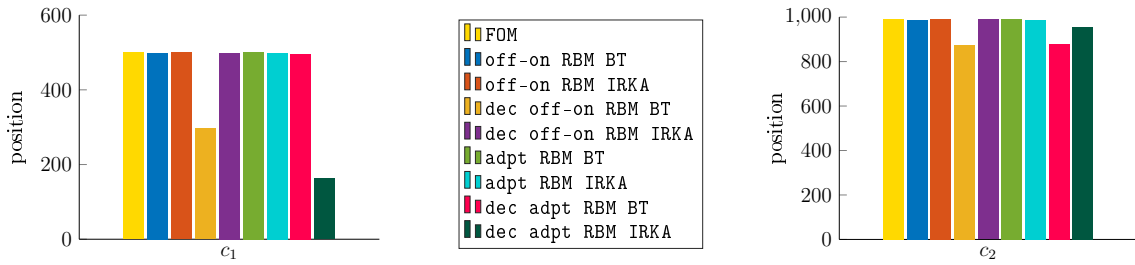 600
400
200
0
position
c1
FOM
off-on RBM BT
off-on RBM IRKA
dec off-on RBM BT
dec off-on RBM IRKA
adpt RBM BT
adpt RBM IRKA
dec adpt RBM BT
dec adpt RBM IRKA
1,000
800
600
400
200
0
position
c2